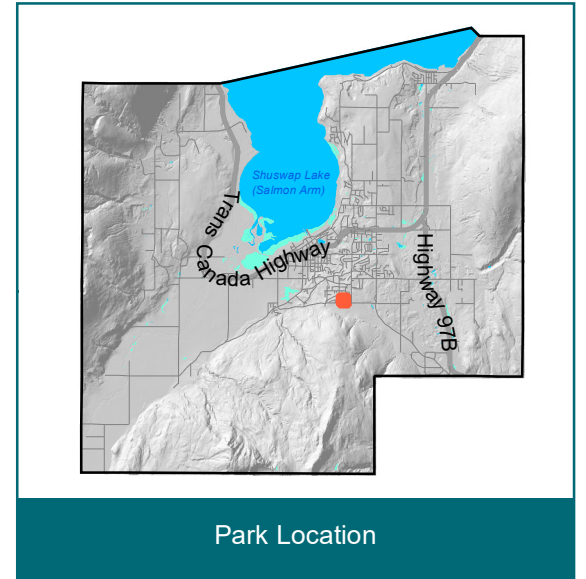 Shuswap Lake
(Salmon Arm)
Trans Canada Highway
Highway 97B
Park Location